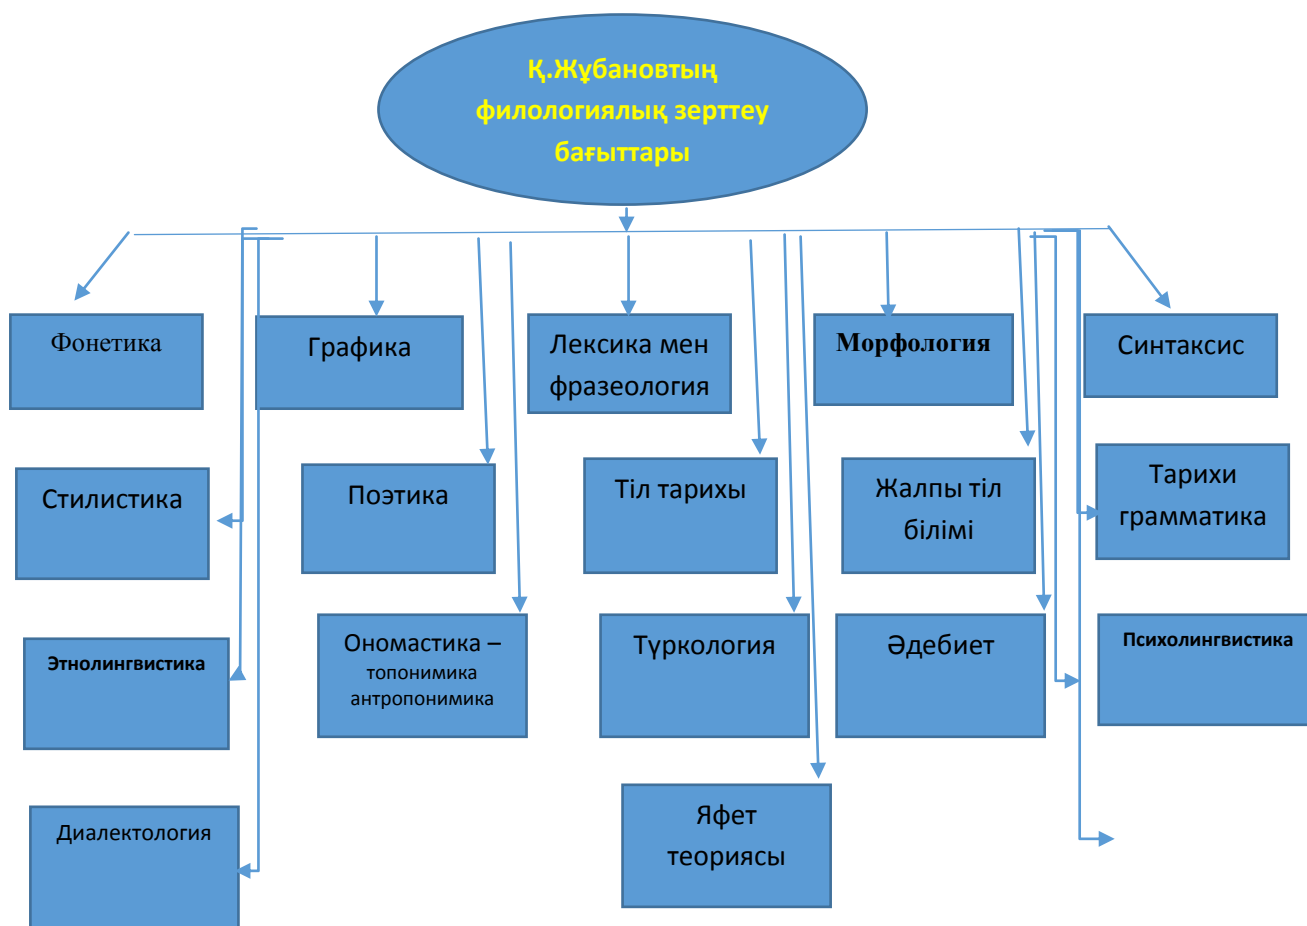 Қ.Жұбановтың
филологиялық зерттеу
бағыттары
Фонетика
Графика
Лексика мен
фразеология
Морфология
Синтаксис
Стилистика
Поэтика
Тіл тарихы
Жалпы тіл
білімі
Тарихи
грамматика
Этнолингвистика
Ономастика –
топонимика
антропонимика
Түркология
Әдебиет
Психолингвистика
Диалектология
Яфет
теориясы